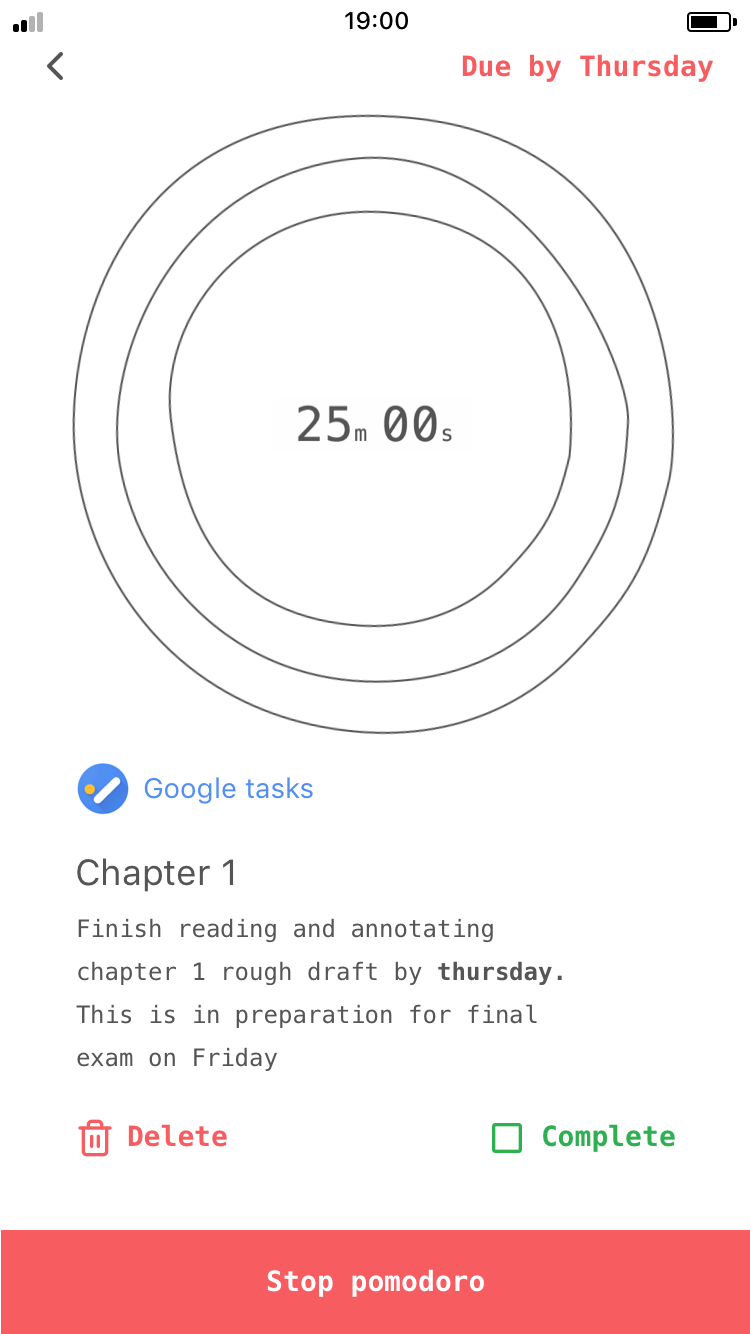 19:00
Due by Thursday
25m 00s
Google tasks
Chapter 1
Finish reading and annotating
chapter 1 rough draft by thursday.
This is in preparation for final
exam on Friday
Delete
Complete
Stop pomodoro